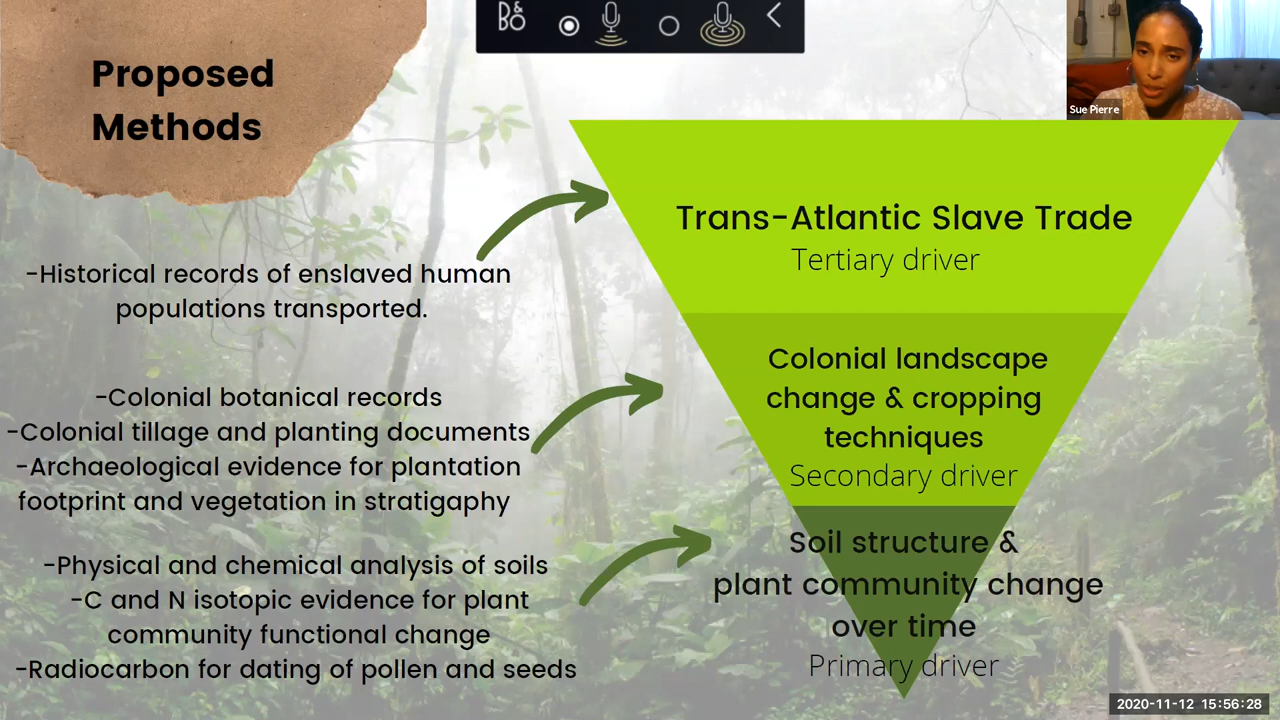 Proposed
Methods
B&O
Sue Pierre
-Historical records of enslaved human
populations transported.
-Colonial botanical records
-Colonial tillage and planting documents
-Archaeological evidence for plantation
footprint and vegetation in stratigaphy
-Physical and chemical analysis of soils
-C and N isotopic evidence for plant
community functional change
-Radiocarbon for dating of pollen and seeds
Trans-Atlantic Slave Trade
Tertiary driver
Colonial landscape
change & cropping
techniques
Secondary driver
Soil structure &
plant community change
over time
Primary driver
2020-11-12 15:56:28